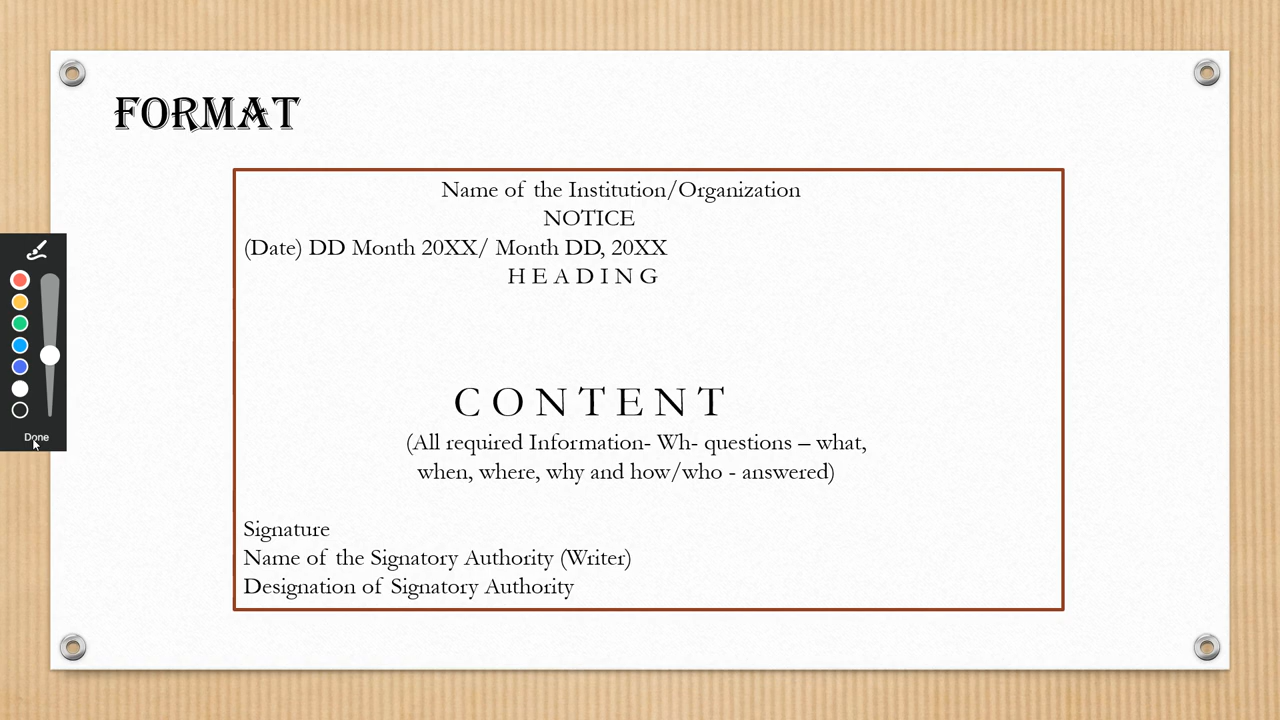 FORMAT
Name of the Institution/Organization
NOTICE
(Date) DD Month 20XX/ Month DD, 20XX
H E A D I N G
C O N T E N T
(All required Information- Wh- questions – what,
when, where, why and how/who - answered)
Signature
Name of the Signatory Authority (Writer)
Designation of Signatory Authority
Done